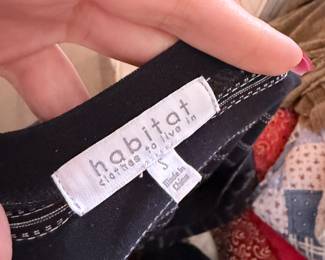 habitat
clothes to live in
S
Made in
China